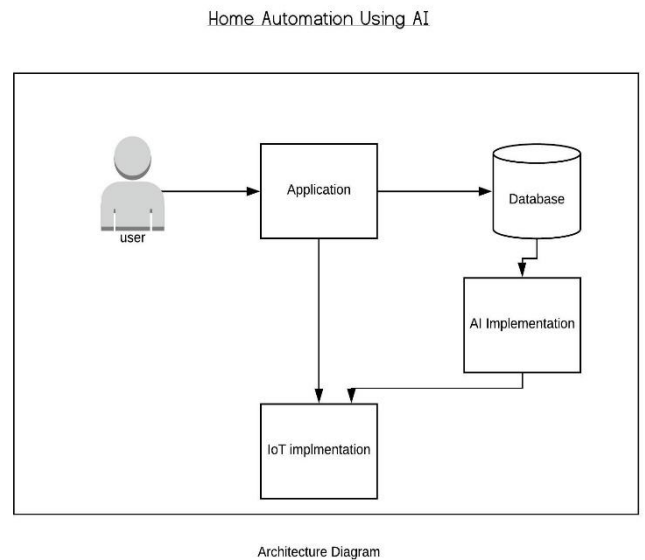 Home Automation Using AI
Application
Database
user
AI Implementation
IoT implmentation
Architecture Diagram